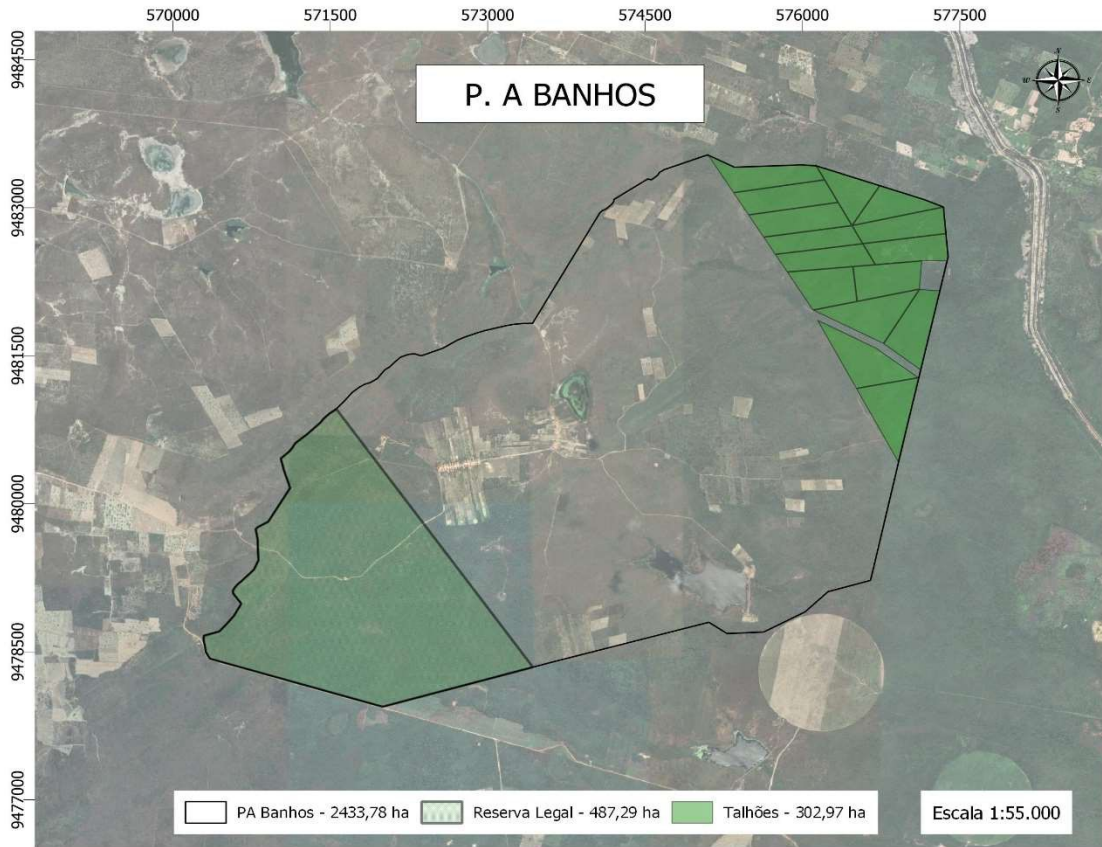 570000 571500 573000 574500 576000 577500
9484500
P. A BANHOS
N
W E
S
9483000
9481500
9480000
9478500
9477000
PA Banhos - 2433,78 ha Reserva Legal - 487,29 ha Talhões - 302,97 ha
Escala 1:55.000